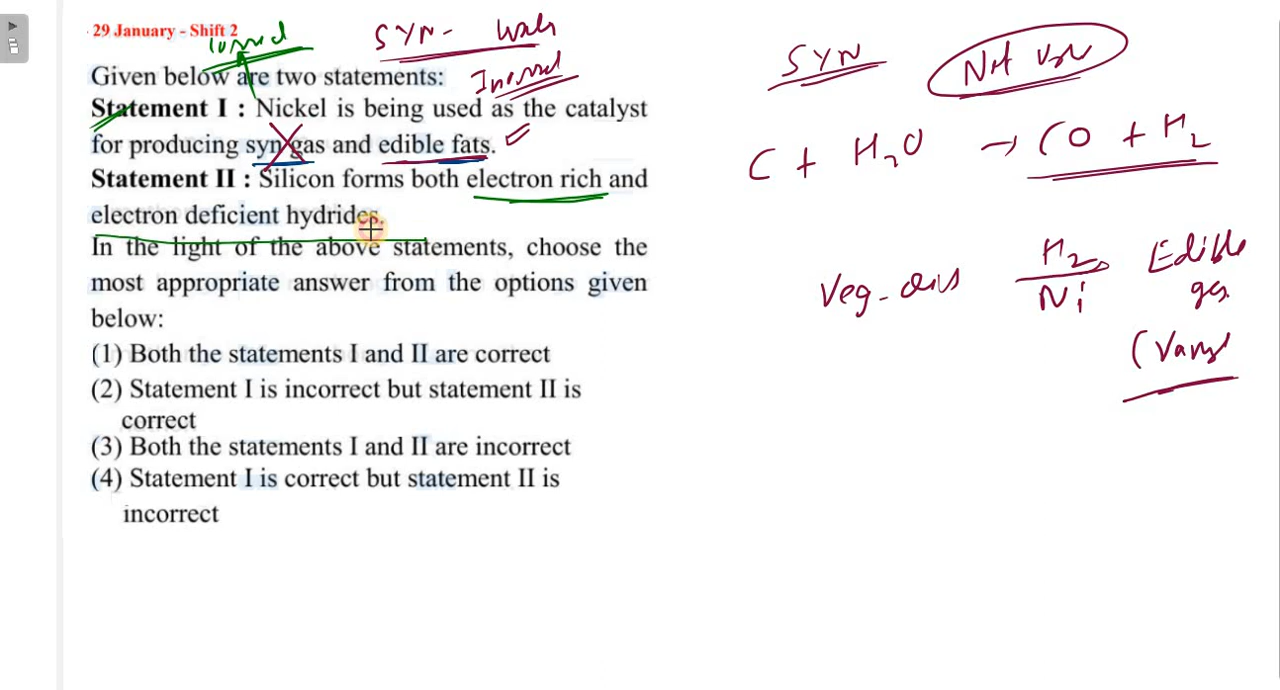 29 January - Shift 2
SYN -
Given below are two statements:
Statement I : Nickel is being used as the catalyst
for producing syn gas and edible fats.
Statement II : Silicon forms both electron rich and
electron deficient hydrides.
In the light of the above statements, choose the
most appropriate answer from the options given
below:
(1) Both the statements I and II are correct
(2) Statement I is incorrect but statement II is
correct
(3) Both the statements I and II are incorrect
(4) Statement I is correct but statement II is
incorrect
SYN
Not
C + H₂O → CO + H₂
Veg-oils H₂/Ni Edible